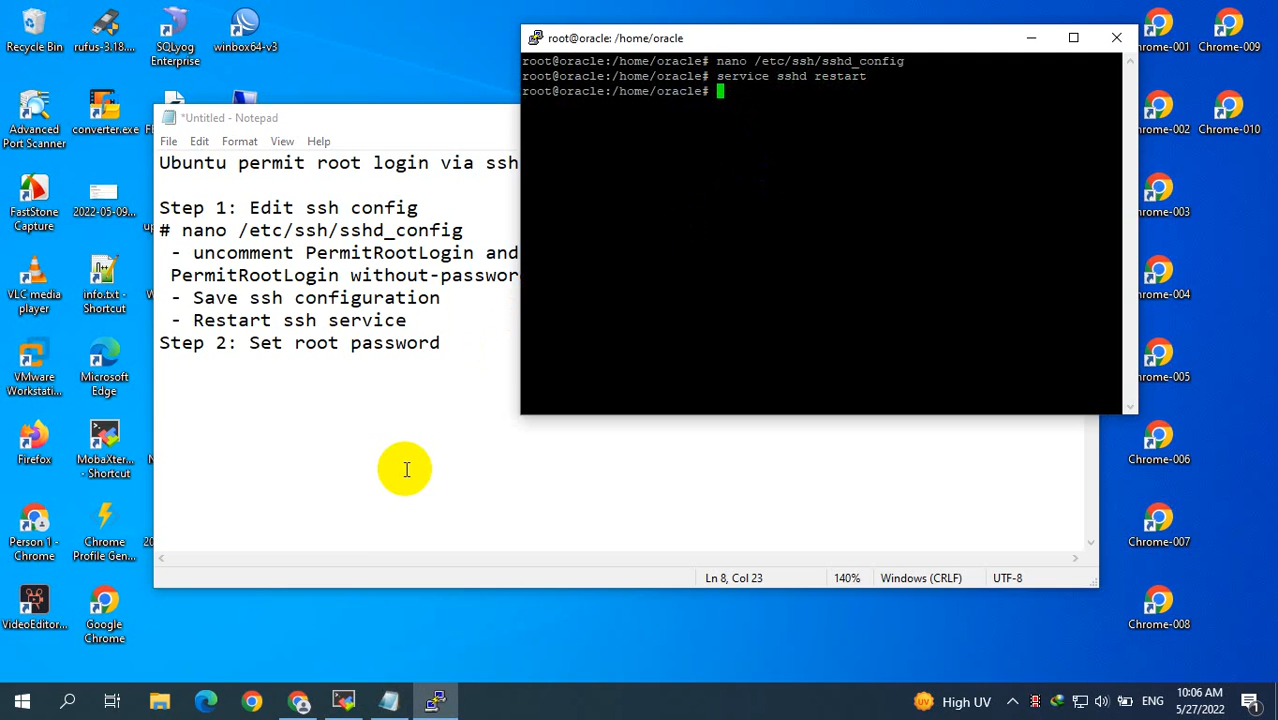 Recycle Bin
rufus-3.18....
SQLyog
Enterprise
winbox64-v3
Advanced
Port Scanner
converter.exe
FastStone
Capture
2022-05-09...
VLC media
player
info.txt -
Shortcut
VMware
Workstati...
Microsoft
Edge
Firefox
MobaXter...
- Shortcut
Person 1 -
Chrome
Chrome
Profile Gen...
VideoEditor...
Google
Chrome
*Untitled - Notepad
File Edit Format View Help
Ubuntu permit root login via ssh
Step 1: Edit ssh config
# nano /etc/ssh/sshd_config
- uncomment PermitRootLogin and
PermitRootLogin without-password
- Save ssh configuration
- Restart ssh service
Step 2: Set root password
Ln 8, Col 23
140%
Windows (CRLF)
UTF-8
root@oracle: /home/oracle
root@oracle:/home/oracle# nano /etc/ssh/sshd_config
root@oracle:/home/oracle# service sshd restart
root@oracle:/home/oracle#
Chrome-001
Chrome-009
Chrome-002
Chrome-010
Chrome-003
Chrome-004
Chrome-005
Chrome-006
Chrome-007
Chrome-008
High UV
ENG
10:06 AM
5/27/2022
1